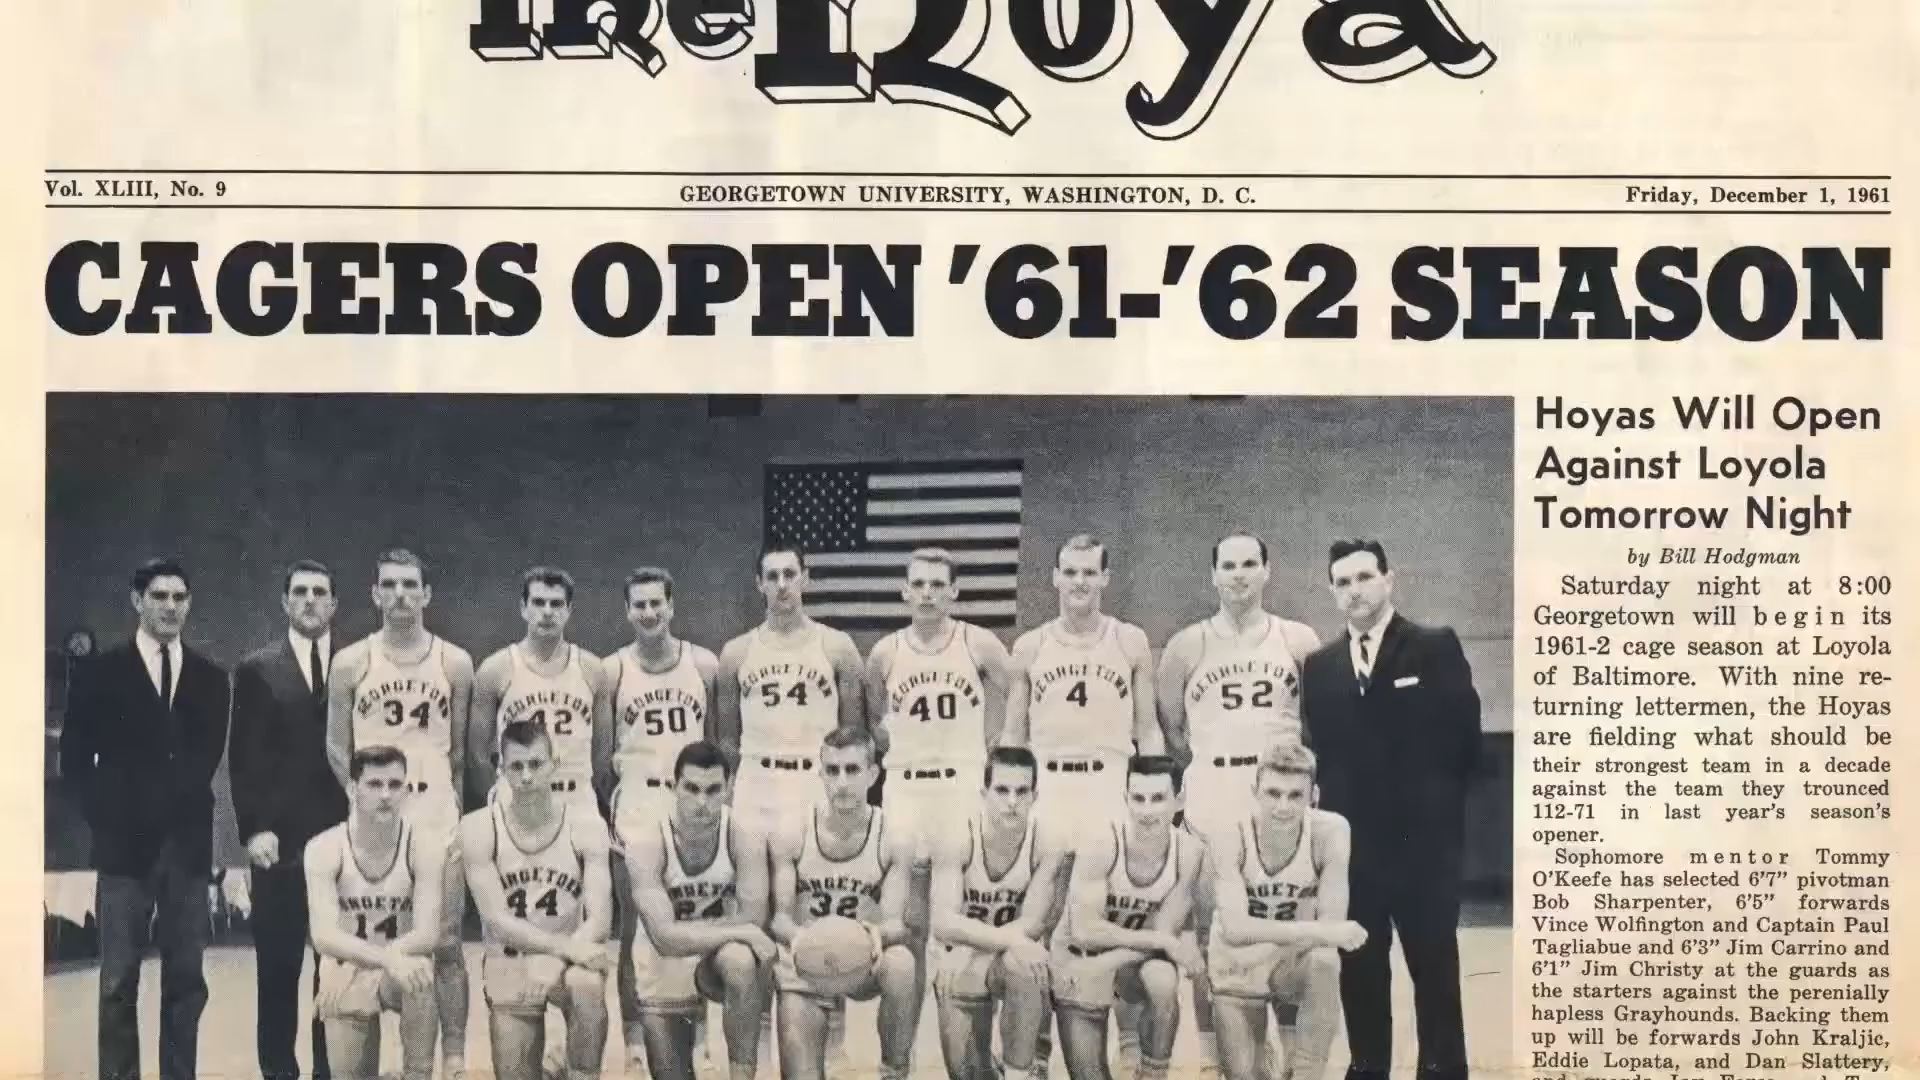 The Hoya
Vol. XLIII, No. 9
GEORGETOWN UNIVERSITY, WASHINGTON, D. C.
Friday, December 1, 1961
CAGERS OPEN '61-'62 SEASON
GEORGETOWN
34
GEORGETOWN
42
GEORGETOWN
50
GEORGETOWN
54
GEORGETOWN
40
GEORGETOWN
4
GEORGETOWN
52
14
44
24
32
20
10
22
Hoyas Will Open
Against Loyola
Tomorrow Night
by Bill Hodgman
Saturday night at 8:00
Georgetown will begin its
1961-2 cage season at Loyola
of Baltimore. With nine re-
turning lettermen, the Hoyas
are fielding what should be
their strongest team in a decade
against the team they trounced
112-71 in last year's season's
opener.
Sophomore mentor Tommy
O'Keefe has selected 6'7" pivotman
Bob Sharpenter, 6'5" forwards
Vince Wolfington and Captain Paul
Tagliabue and 6'3" Jim Carrino and
6'1" Jim Christy at the guards as
the starters against the perenially
hapless Grayhounds. Backing them
up will be forwards John Kraljic,
Eddie Lopata, and Dan Slattery,